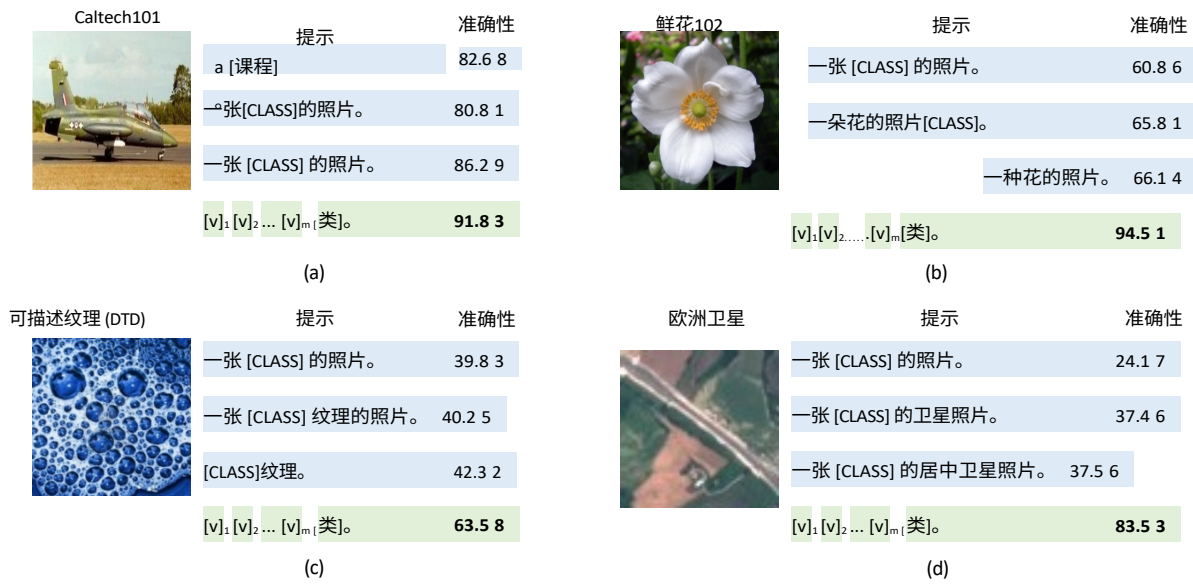 Caltech101
提示 准确性
a [课程] 82.6 8
一张[CLASS]的照片。 80.8 1
一张 [CLASS] 的照片。 86.2 9
[v]₁ [v]₂ ... [v]ₘ [ 类]。 91.8 3
(a)
鲜花102
提示 准确性
一张 [CLASS] 的照片。 60.8 6
一朵花的照片[CLASS]。 65.8 1
一种花的照片。 66.1 4
[v]₁[v]₂.....​.[v]ₘ[类]。 94.5 1
(b)
可描述纹理 (DTD)
提示 准确性
一张 [CLASS] 的照片。 39.8 3
一张 [CLASS] 纹理的照片。 40.2 5
[CLASS]纹理。 42.3 2
[v]₁ [v]₂ ... [v]ₘ [ 类]。 63.5 8
(c)
欧洲卫星
提示 准确性
一张 [CLASS] 的照片。 24.1 7
一张 [CLASS] 的卫星照片。 37.4 6
一张 [CLASS] 的居中卫星照片。 37.5 6
[v]₁ [v]₂ ... [v]ₘ [ 类]。 83.5 3
(d)